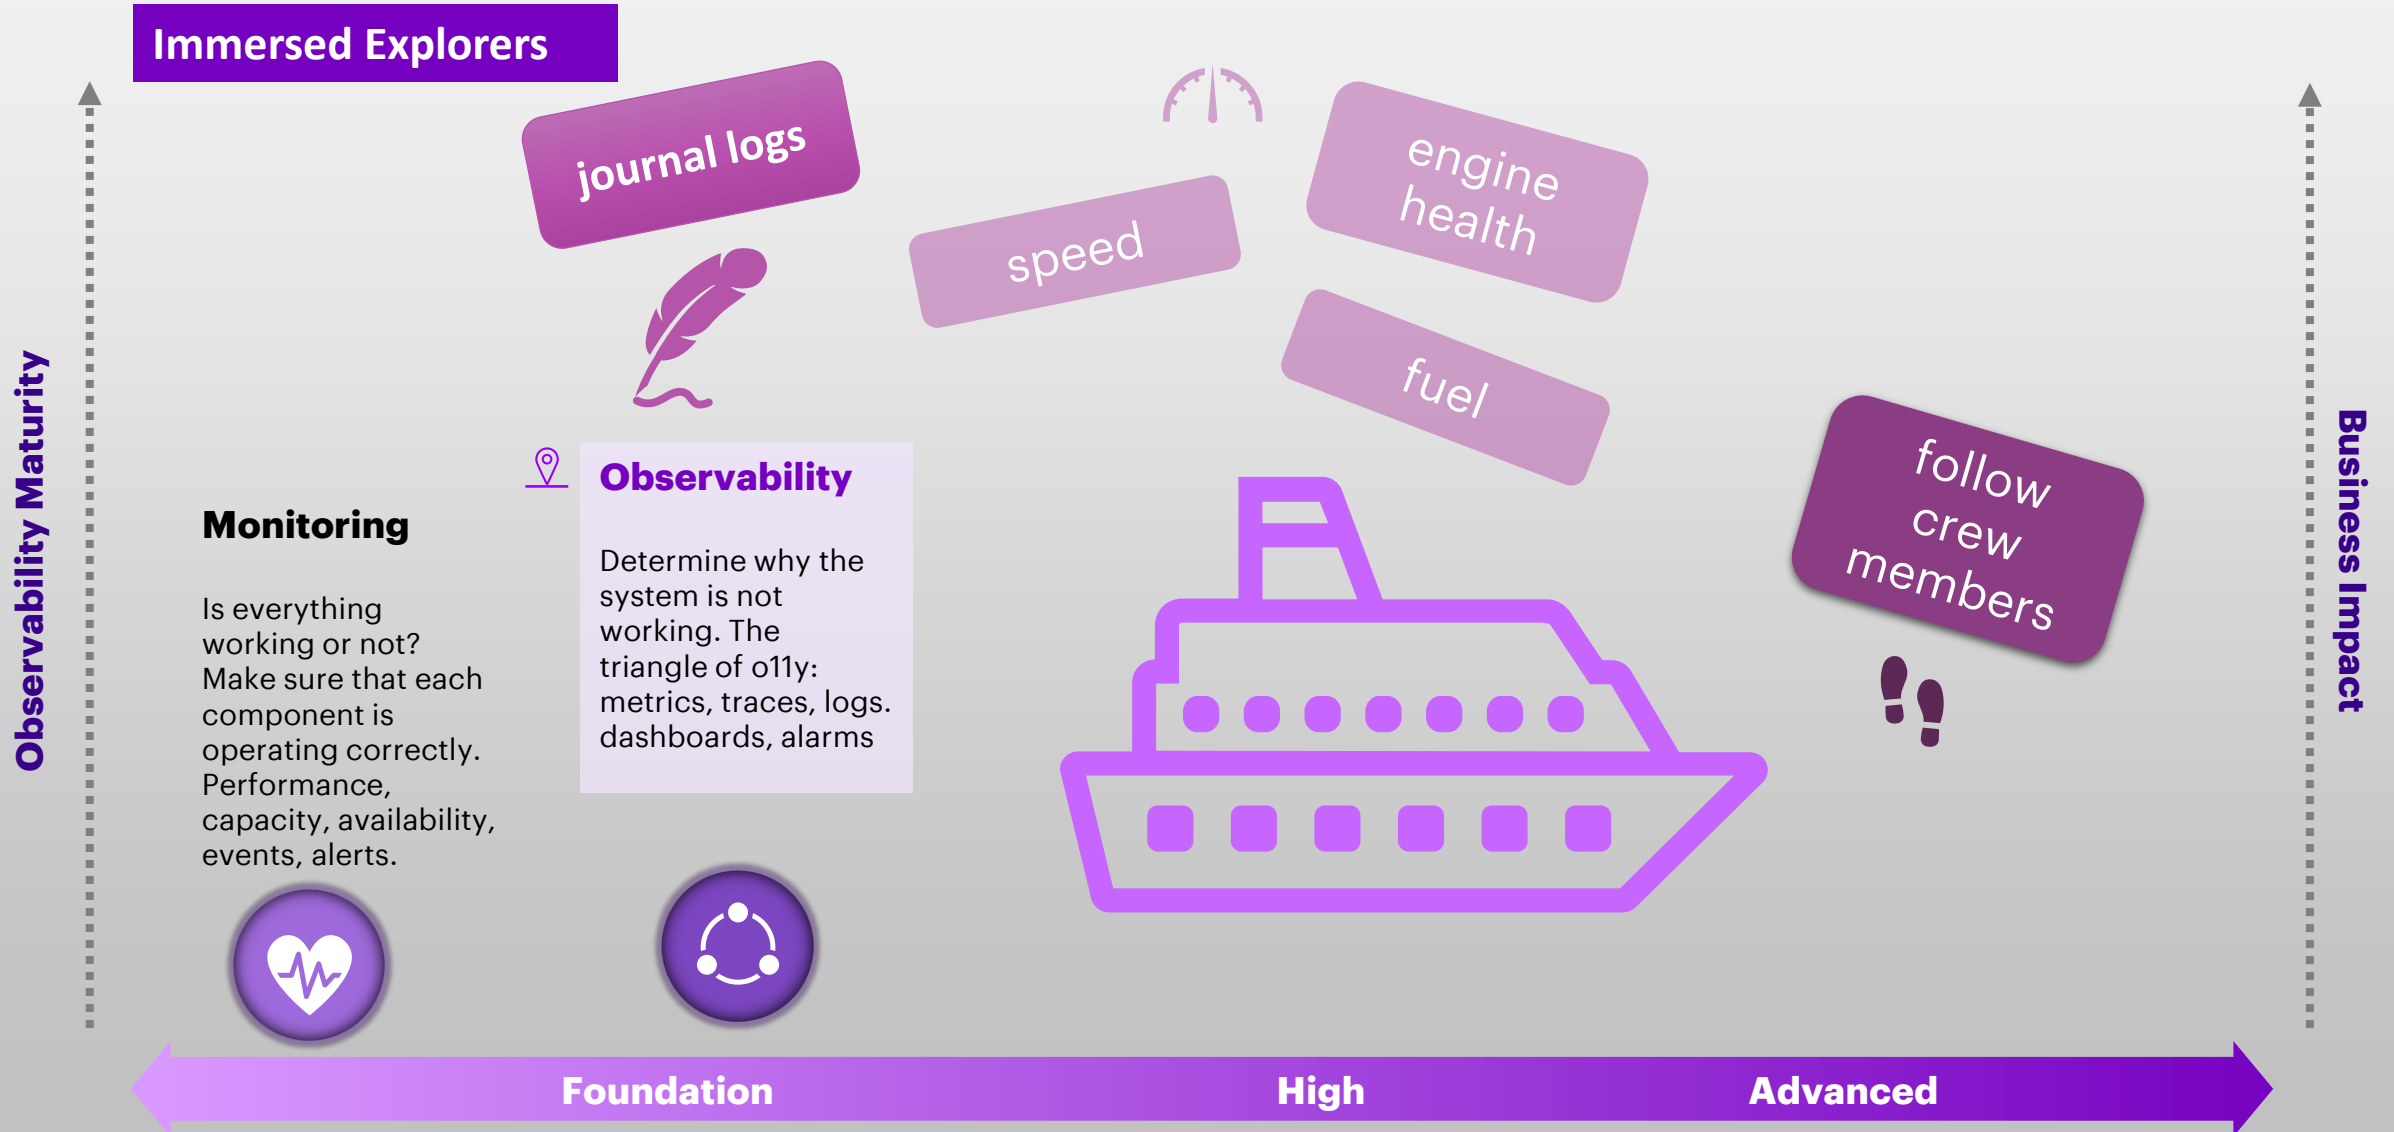 Immersed Explorers
journal logs
speed
engine
health
fuel
follow
crew
members
Observability Maturity
Business Impact
Monitoring
Is everything
working or not?
Make sure that each
component is
operating correctly.
Performance,
capacity, availability,
events, alerts.
Observability
Determine why the
system is not
working. The
triangle of o11y:
metrics, traces, logs.
dashboards, alarms
Foundation
High
Advanced